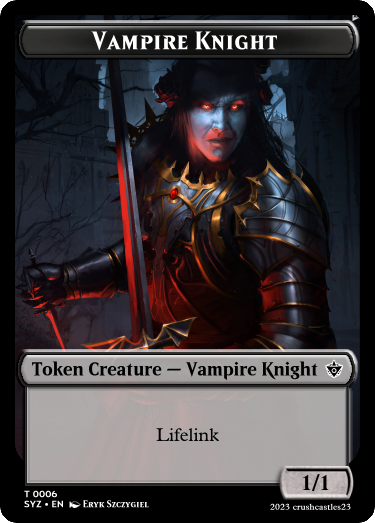 Vampire Knight
Token Creature — Vampire Knight
Lifelink
1/1
T 0006
SYZ • EN Eryk Szczygiel
2023 crushcastles23